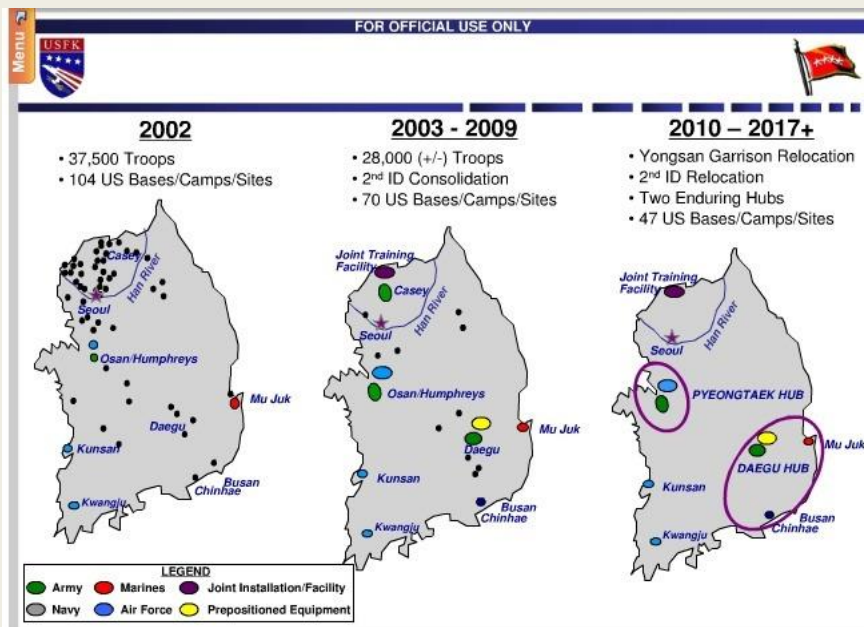 Menu
FOR OFFICIAL USE ONLY
USFK
2002
• 37,500 Troops
• 104 US Bases/Camps/Sites
Casey
Han River
Seoul
Osan/Humphreys
Mu Juk
Daegu
Kunsan
Busan
Chinhae
Kwangju
2003 - 2009
• 28,000 (+/-) Troops
• 2nd ID Consolidation
• 70 US Bases/Camps/Sites
Joint Training
Facility
Casey
Han River
Seoul
Osan/Humphreys
Mu Juk
Daegu
Kunsan
Busan
Chinhae
Kwangju
2010 – 2017+
• Yongsan Garrison Relocation
• 2nd ID Relocation
• Two Enduring Hubs
• 47 US Bases/Camps/Sites
Joint Training
Facility
Han River
Seoul
PYEONGTAEK HUB
Mu Juk
DAEGU HUB
Kunsan
Busan
Chinhae
Kwangju
LEGEND
Army Marines Joint Installation/Facility
Navy Air Force Prepositioned Equipment